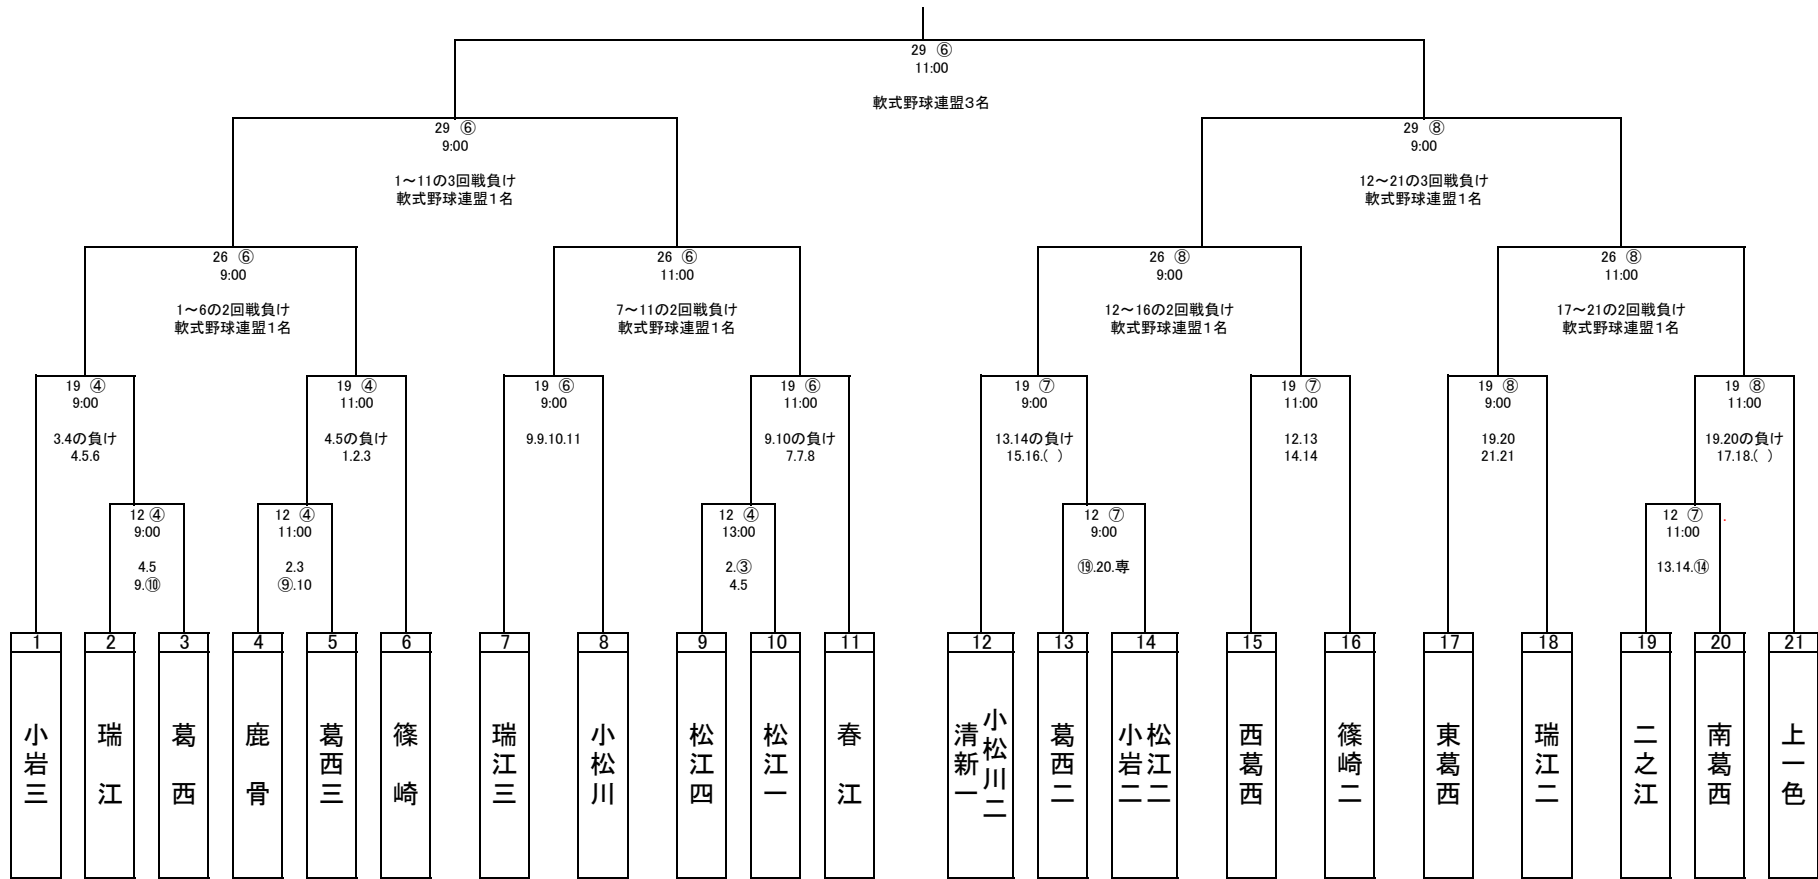 29 ⑥
11:00
軟式野球連盟3名
29 ⑥
9:00
1～11の3回戦負け
軟式野球連盟1名
29 ⑧
9:00
12～21の3回戦負け
軟式野球連盟1名
26 ⑥
9:00
1～6の2回戦負け
軟式野球連盟1名
26 ⑥
11:00
7～11の2回戦負け
軟式野球連盟1名
26 ⑧
9:00
12～16の2回戦負け
軟式野球連盟1名
26 ⑧
11:00
17～21の2回戦負け
軟式野球連盟1名
19 ④
9:00
3.4の負け
4.5.6
19 ④
11:00
4.5の負け
1.2.3
19 ⑥
9:00
9.9.10.11
19 ⑥
11:00
9.10の負け
7.7.8
19 ⑦
9:00
13.14の負け
15.16.( )
19 ⑦
11:00
12.13
14.14
19 ⑧
9:00
19.20
21.21
19 ⑧
11:00
19.20の負け
17.18.( )
12 ④
9:00
4.5
9.⑩
12 ④
11:00
2.3
⑨.10
12 ④
13:00
2.③
4.5
12 ⑦
9:00
⑲.20.専
12 ⑦
11:00
13.14.⑭
1
小岩三
2
瑞江
3
葛西
4
鹿骨
5
葛西三
6
篠崎
7
瑞江三
8
小松川
9
松江四
10
松江一
11
春江
12
小松川二
清新一
13
葛西二
14
松江二
小岩二
15
西葛西
16
篠崎二
17
東葛西
18
瑞江二
19
二之江
20
南葛西
21
上一色